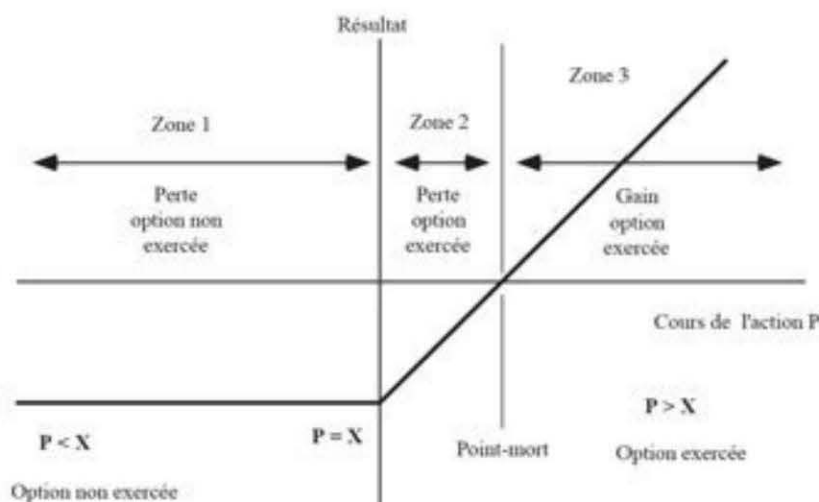 Résultat
Zone 1
Zone 2
Zone 3
Perte
option non
exercée
Perte
option
exercée
Gain
option
exercée
Cours de l'action P
P < X
P = X
Point-mort
P > X
Option exercée
Option non exercée